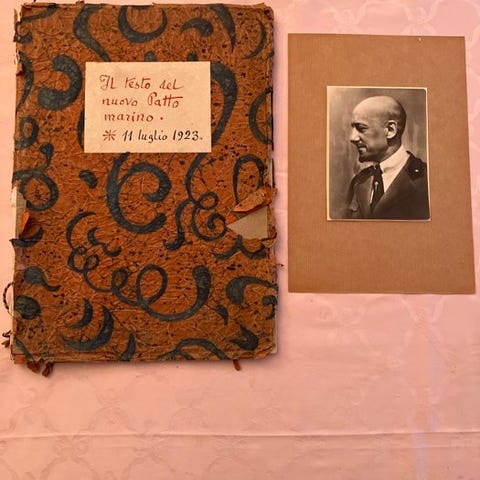 Il testo del
nuovo Patto
marino.
* 11 luglio 1923.